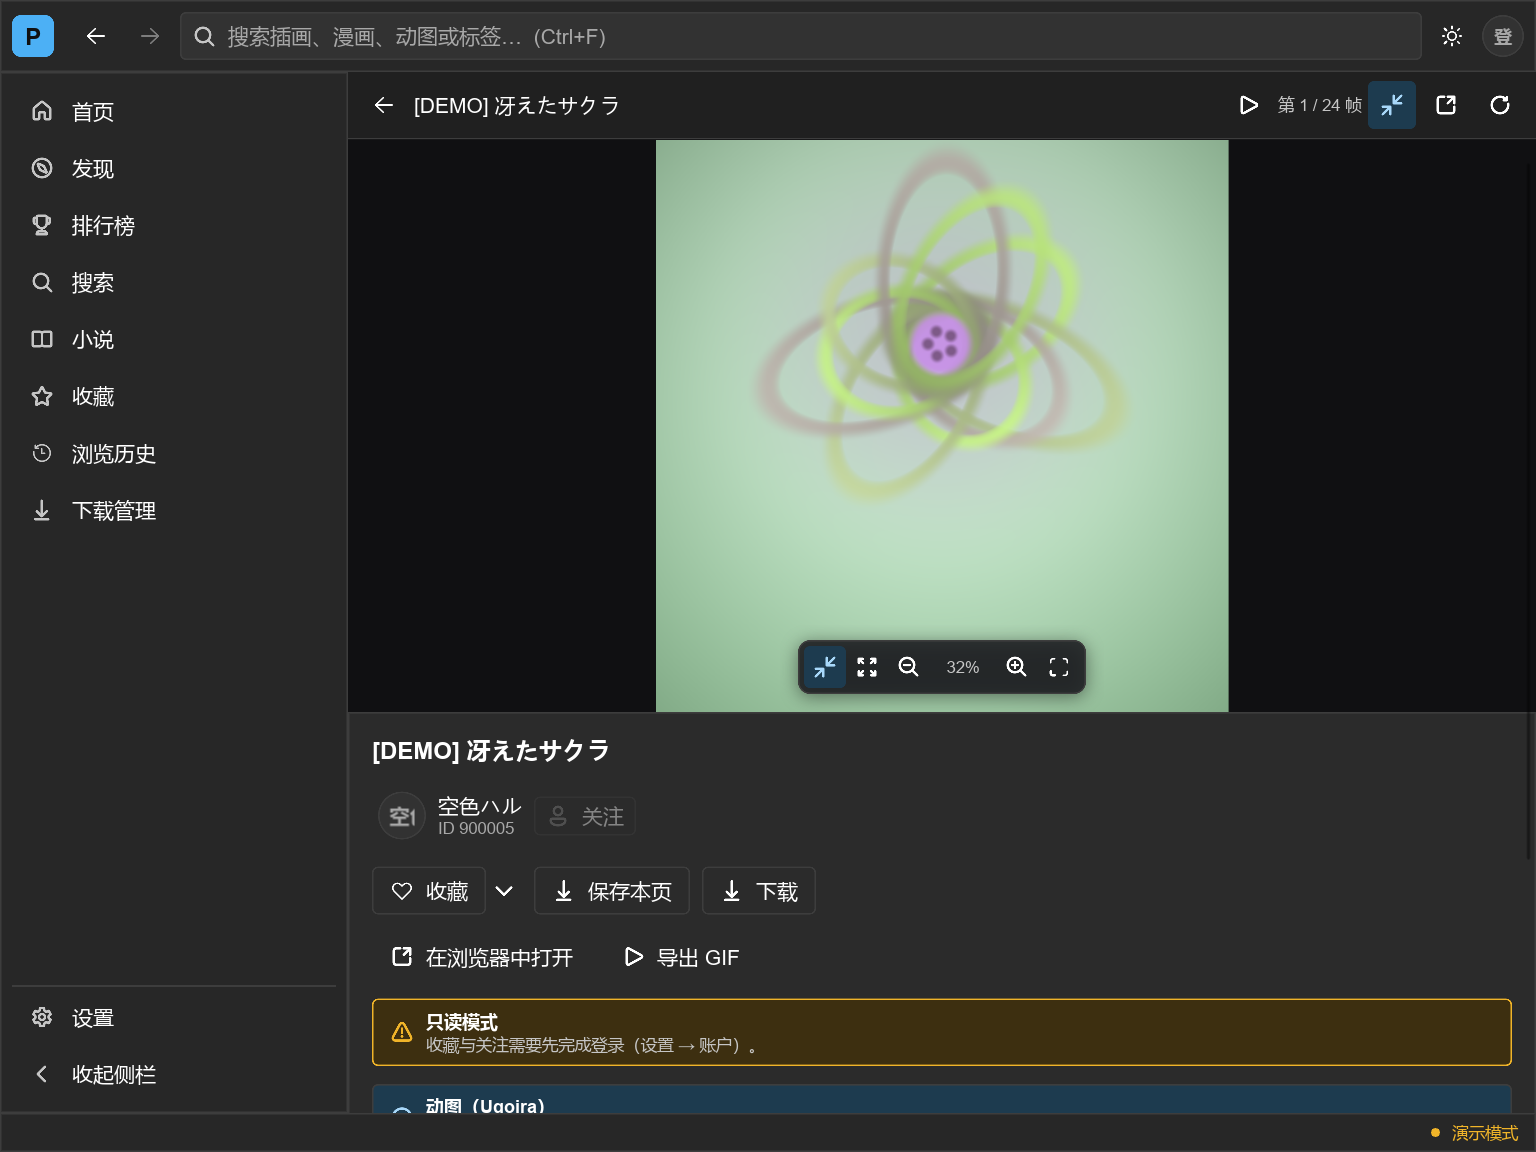 P
搜索插画、漫画、动图或标签… (Ctrl+F)
登
首页
发现
排行榜
搜索
小说
收藏
浏览历史
下载管理
设置
收起侧栏
[DEMO] 冴えたサクラ
第 1 / 24 帧
32%
[DEMO] 冴えたサクラ
空色ハル
ID 900005
关注
收藏
保存本页
下载
在浏览器中打开
导出 GIF
只读模式
收藏与关注需要先完成登录（设置 → 账户）。
动图（Ugoira）
演示模式